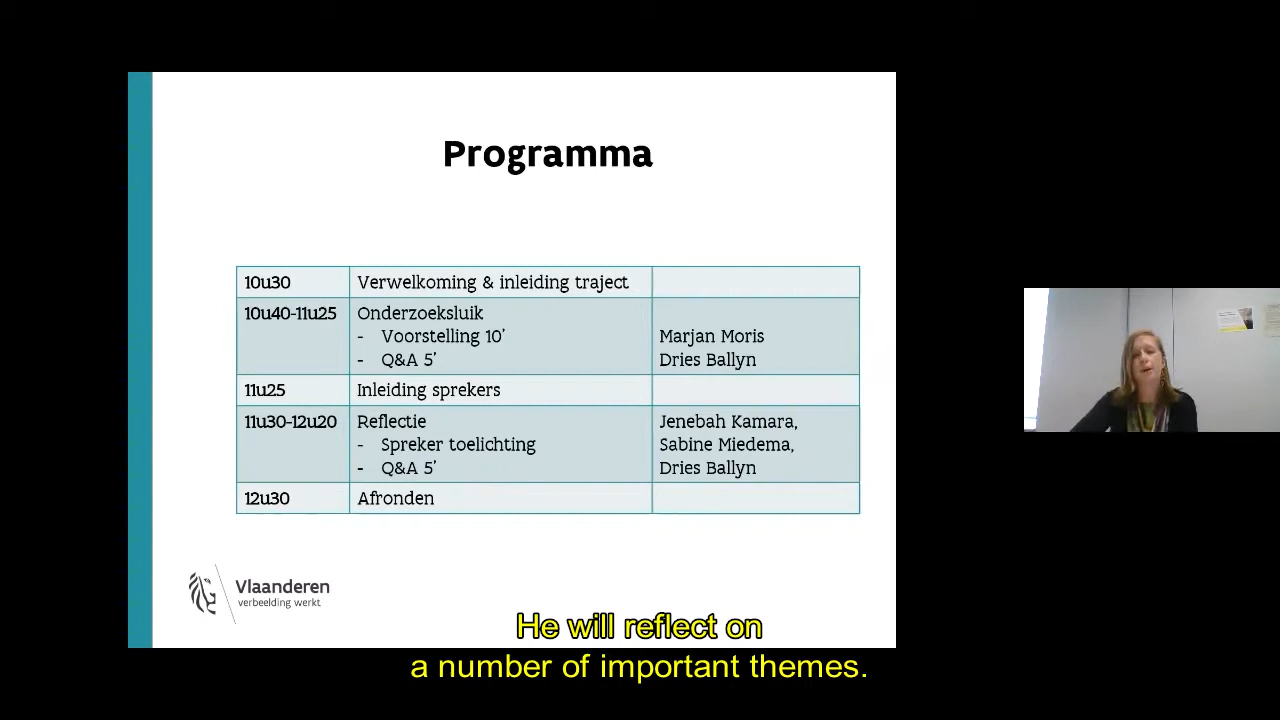 Programma
10u30 Verwelkoming & inleiding traject
10u40-11u25 Onderzoeksluik
- Voorstelling 10' Marjan Moris
- Q&A 5' Dries Ballyn
11u25 Inleiding sprekers
11u30-12u20 Reflectie Jenebah Kamara,
- Spreker toelichting Sabine Miedema,
- Q&A 5' Dries Ballyn
12u30 Afronden
Vlaanderen
verbeelding werkt
He will reflect on
a number of important themes.